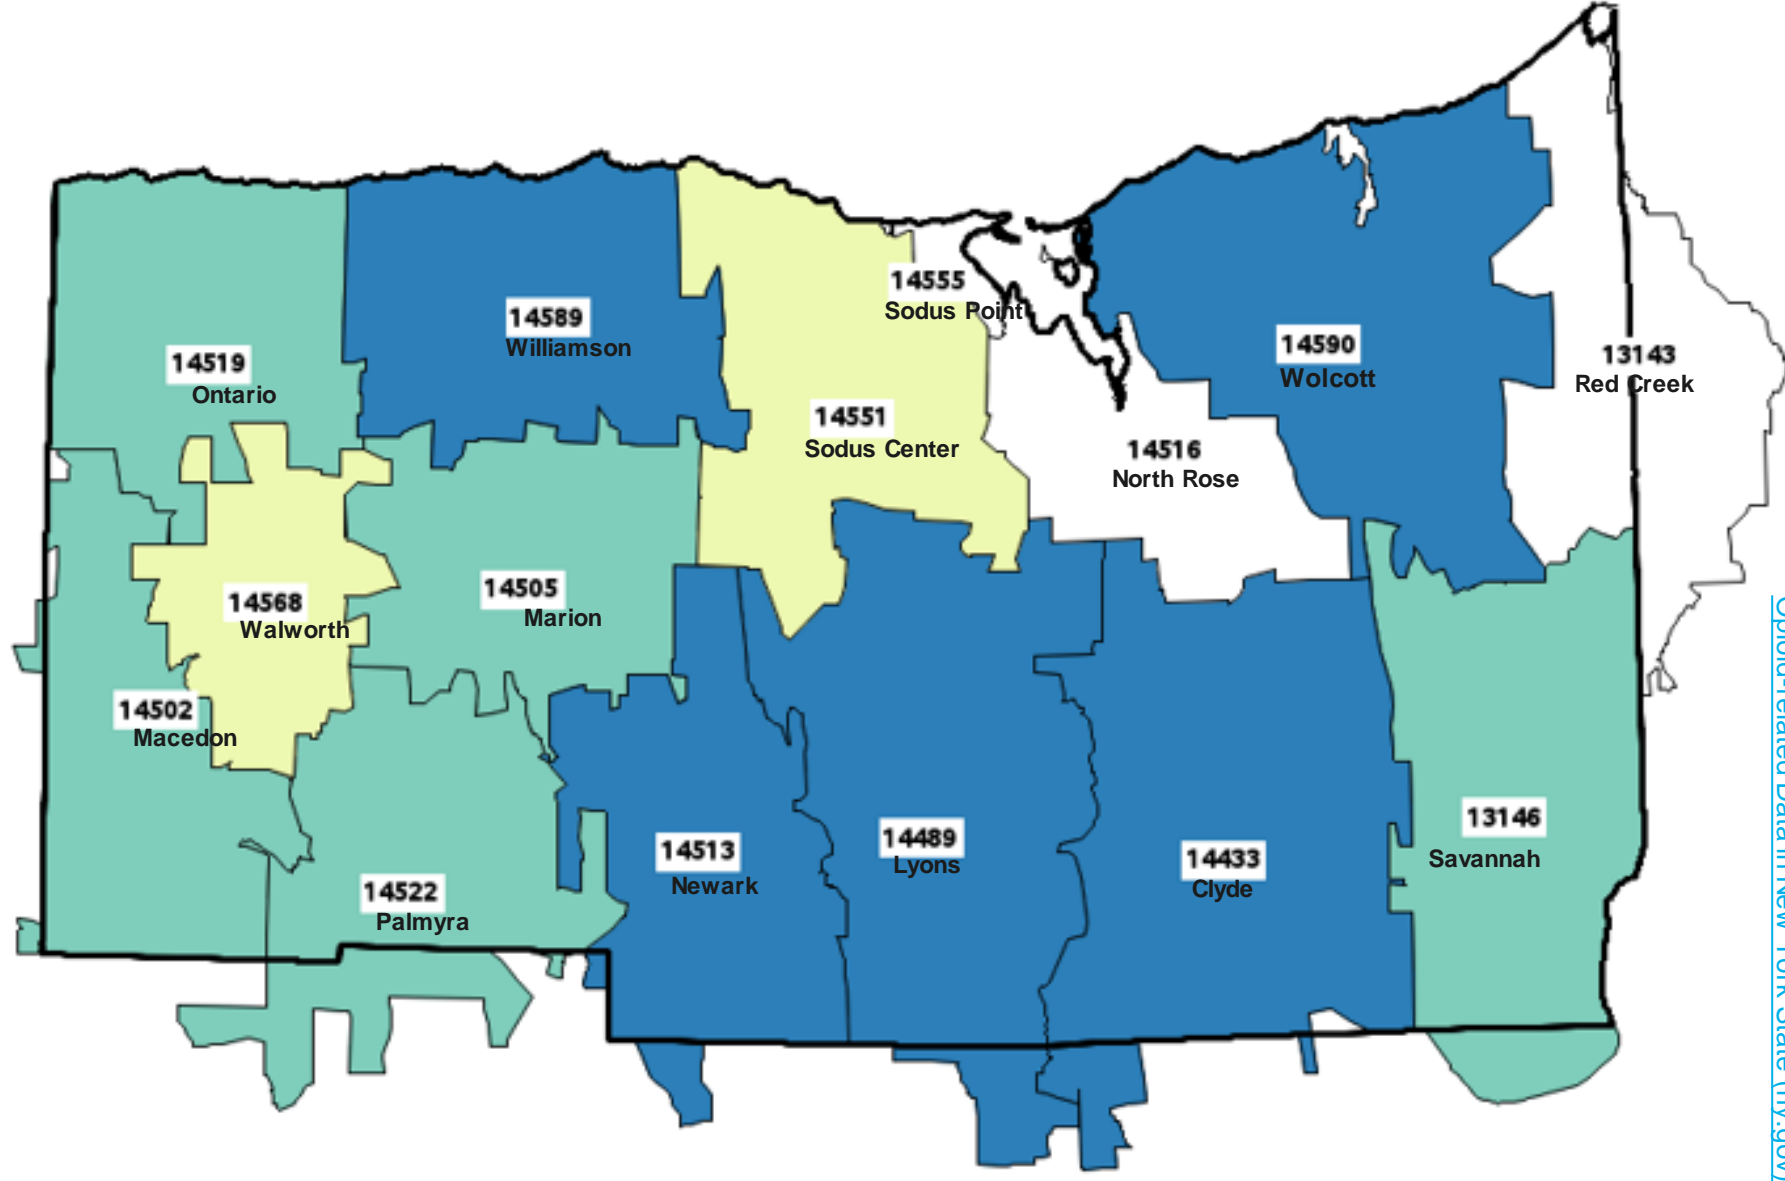 14555
Sodus Point
14589
Williamson
14590
Wolcott
13143
Red Creek
14519
Ontario
14551
Sodus Center
14516
North Rose
14568
Walworth
14505
Marion
14502
Macedon
13146
Savannah
14513
Newark
14489
Lyons
14433
Clyde
14522
Palmyra
Opioid-related Data in New York State (ny.gov)